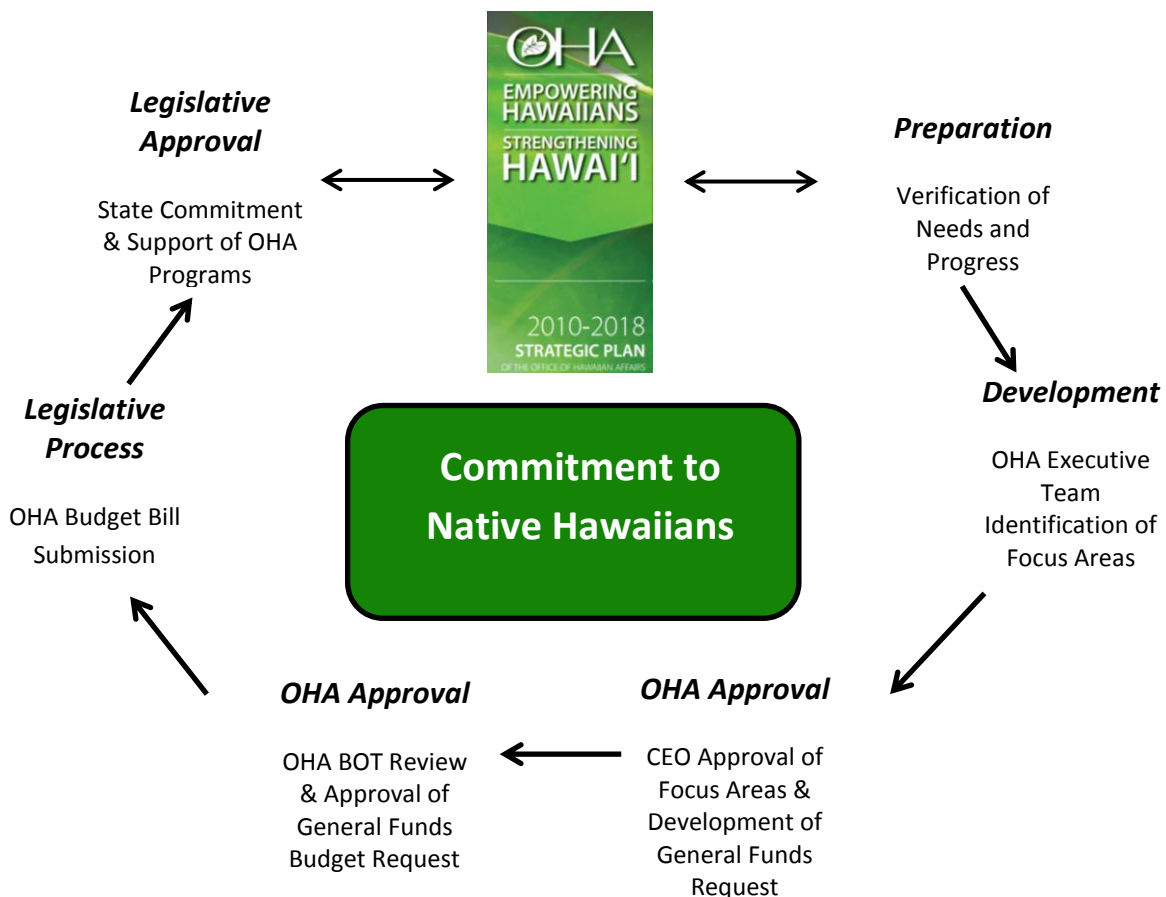 OHA
EMPOWERING
HAWAIIANS
STRENGTHENING
HAWAI‘I
2010-2018
STRATEGIC PLAN
OF THE OFFICE OF HAWAIIAN AFFAIRS
Preparation
Verification of
Needs and
Progress
Development
OHA Executive
Team
Identification of
Focus Areas
OHA Approval
CEO Approval of
Focus Areas &
Development of
General Funds
Request
OHA Approval
OHA BOT Review
& Approval of
General Funds
Budget Request
Legislative
Process
OHA Budget Bill
Submission
Legislative
Approval
State Commitment
& Support of OHA
Programs
Commitment to
Native Hawaiians